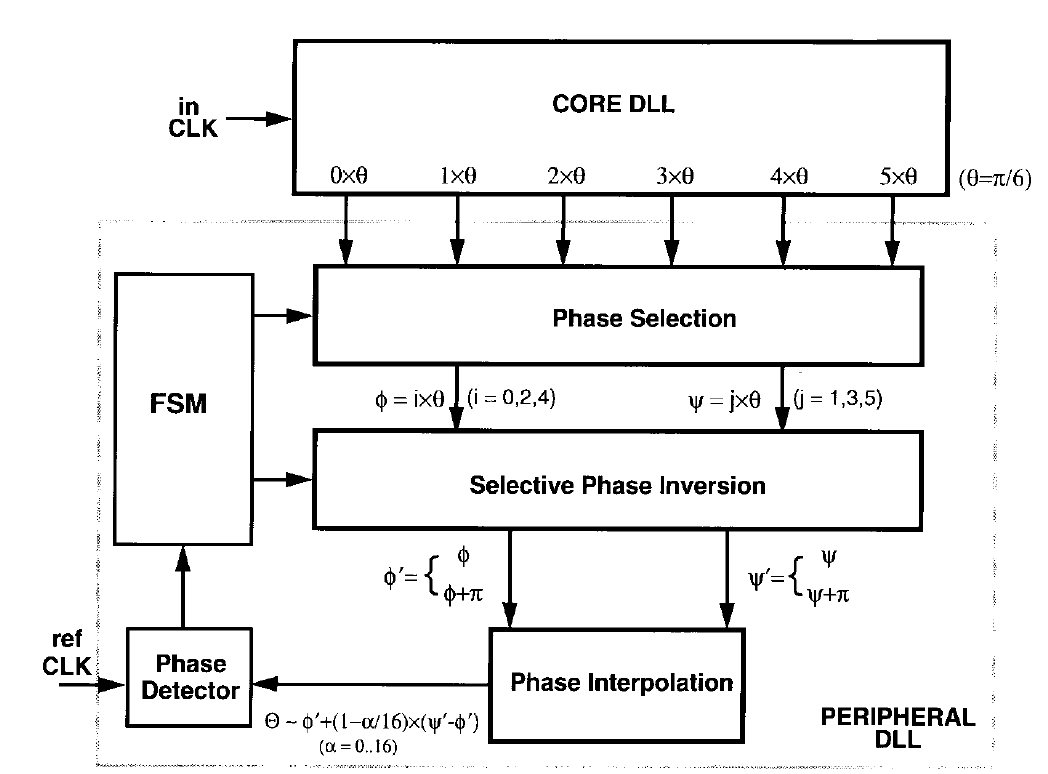 in
CLK
CORE DLL
0×θ 1×θ 2×θ 3×θ 4×θ 5×θ (θ=π/6)
Phase Selection
FSM
ϕ = i×θ (i = 0,2,4) ψ = j×θ (j = 1,3,5)
Selective Phase Inversion
ϕ′= { ϕ
ϕ+π
ψ′= { ψ
ψ+π
ref
CLK
Phase
Detector
Phase Interpolation
Θ ~ ϕ′+(1−α/16)×(ψ′-ϕ′)
(α = 0..16)
PERIPHERAL
DLL